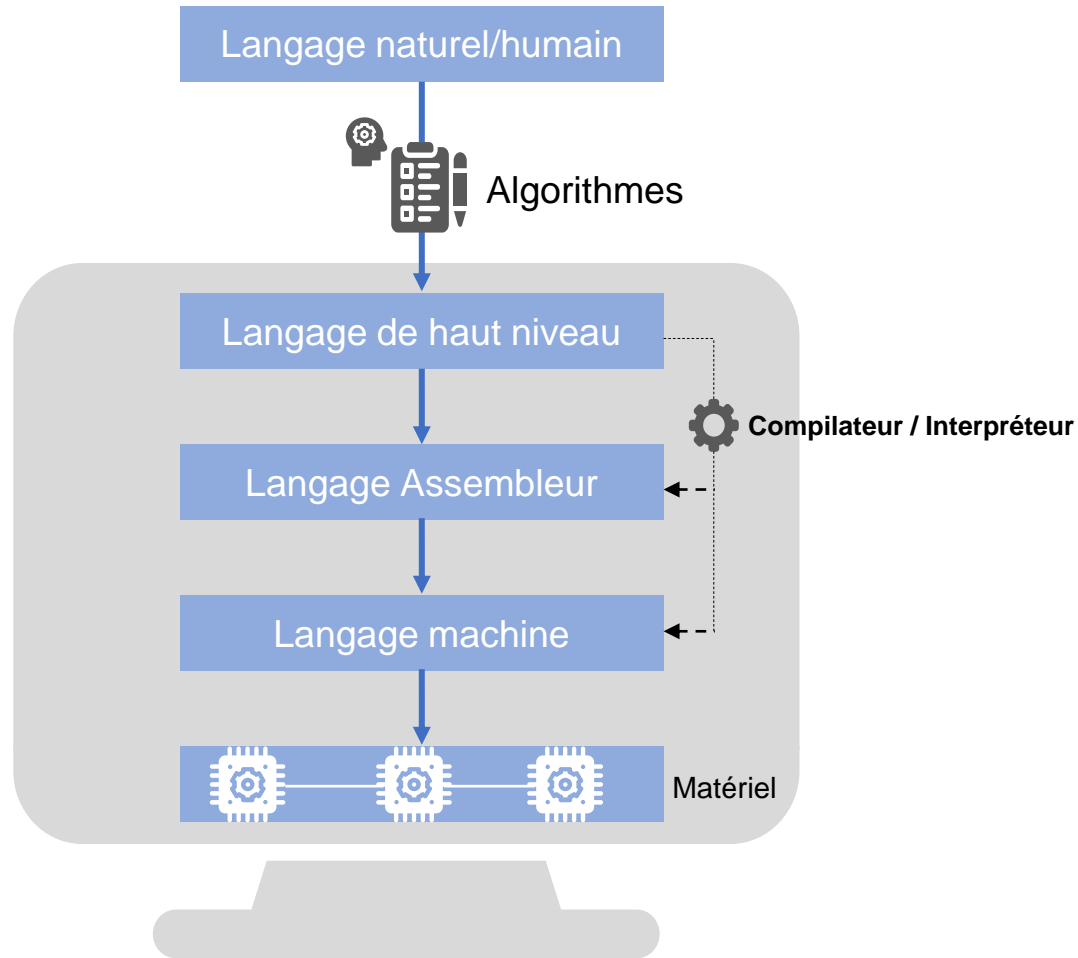 Langage naturel/humain
Algorithmes
Langage de haut niveau
Compilateur / Interpréteur
Langage Assembleur
Langage machine
Matériel